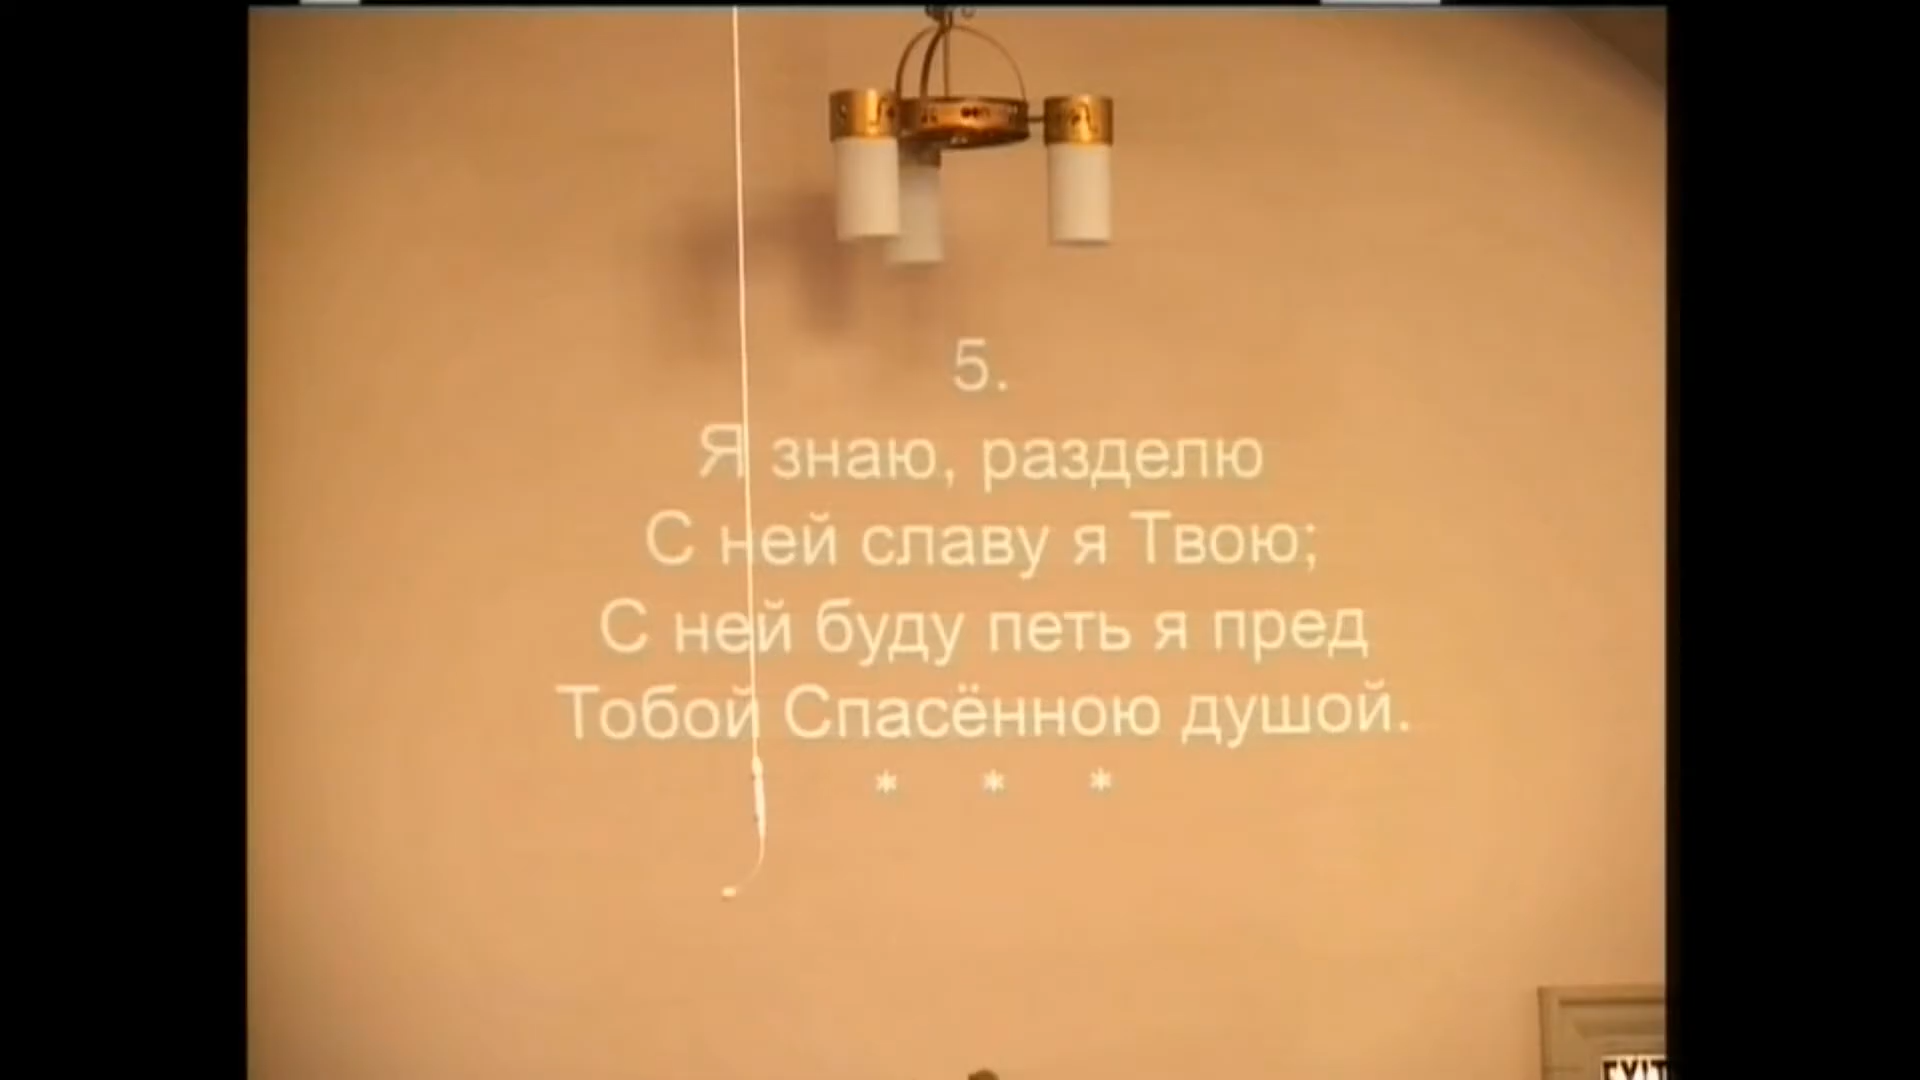 5.
Я знаю, разделю
С ней славу я Твою;
С ней буду петь я пред
Тобой Спасённою душой.
* * *